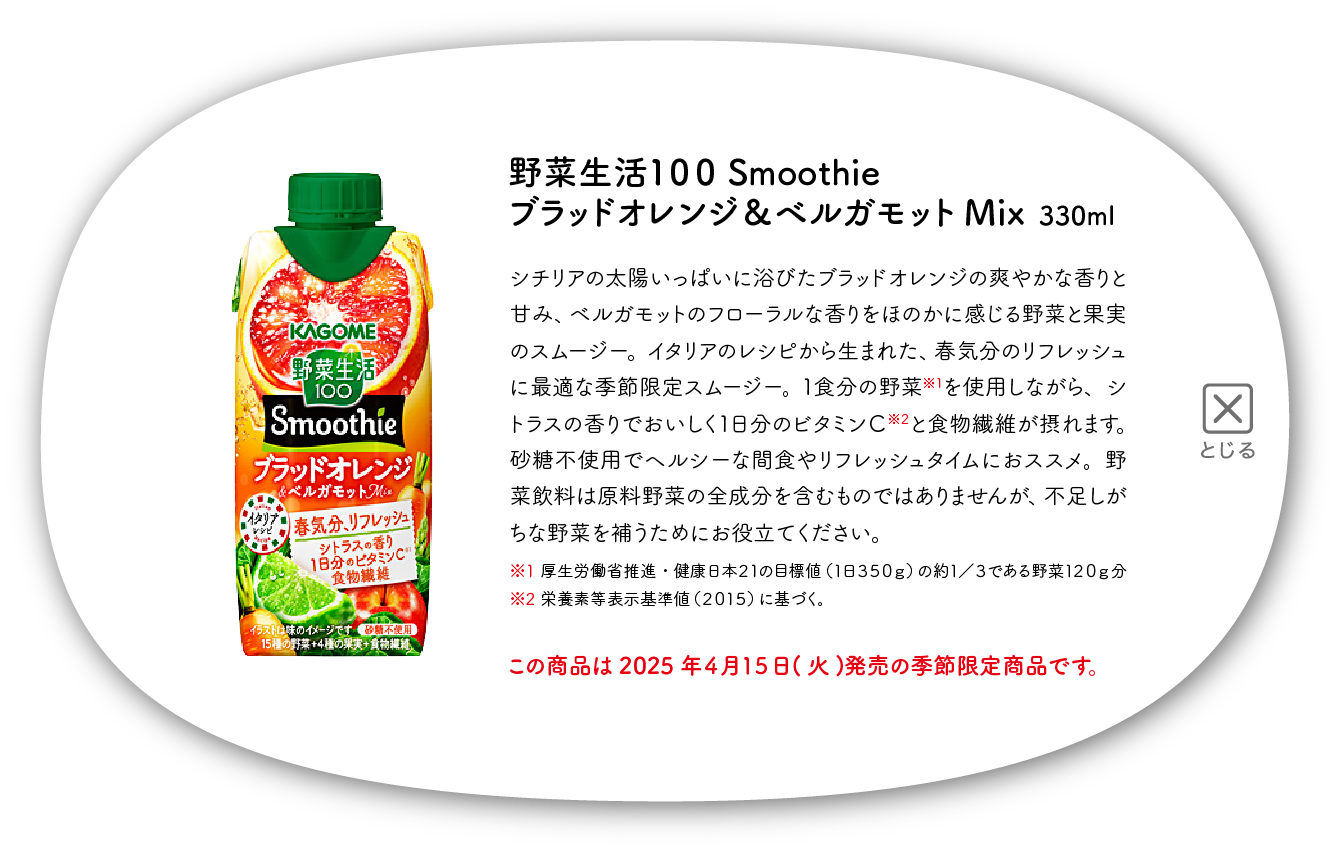 野菜生活100 Smoothie
ブラッドオレンジ&ベルガモット Mix 330ml
シチリアの太陽いっぱいに浴びたブラッドオレンジの爽やかな香りと
甘み、ベルガモットのフローラルな香りをほのかに感じる野菜と果実
のスムージー。イタリアのレシピから生まれた、春気分のリフレッシュ
に最適な季節限定スムージー。1食分の野菜※1を使用しながら、シ
トラスの香りでおいしく1日分のビタミンC※2と食物繊維が摂れます。
砂糖不使用でヘルシーな間食やリフレッシュタイムにおススメ。野
菜飲料は原料野菜の全成分を含むものではありませんが、不足しが
ちな野菜を補うためにお役立てください。
※1 厚生労働省推進・健康日本21の目標値(1日350g)の約1/3である野菜120g分
※2 栄養素等表示基準値(2015)に基づく。
この商品は 2025 年4月15日(火)発売の季節限定商品です。
とじる
KAGOME
野菜生活
100
Smoothie
ブラッドオレンジ
&ベルガモットMix
イタリア
レシピ
春気分、リフレッシュ
シトラスの香り
1日分のビタミンC
食物繊維
イラストは味のイメージです 砂糖不使用
15種の野菜+4種の果実+食物繊維